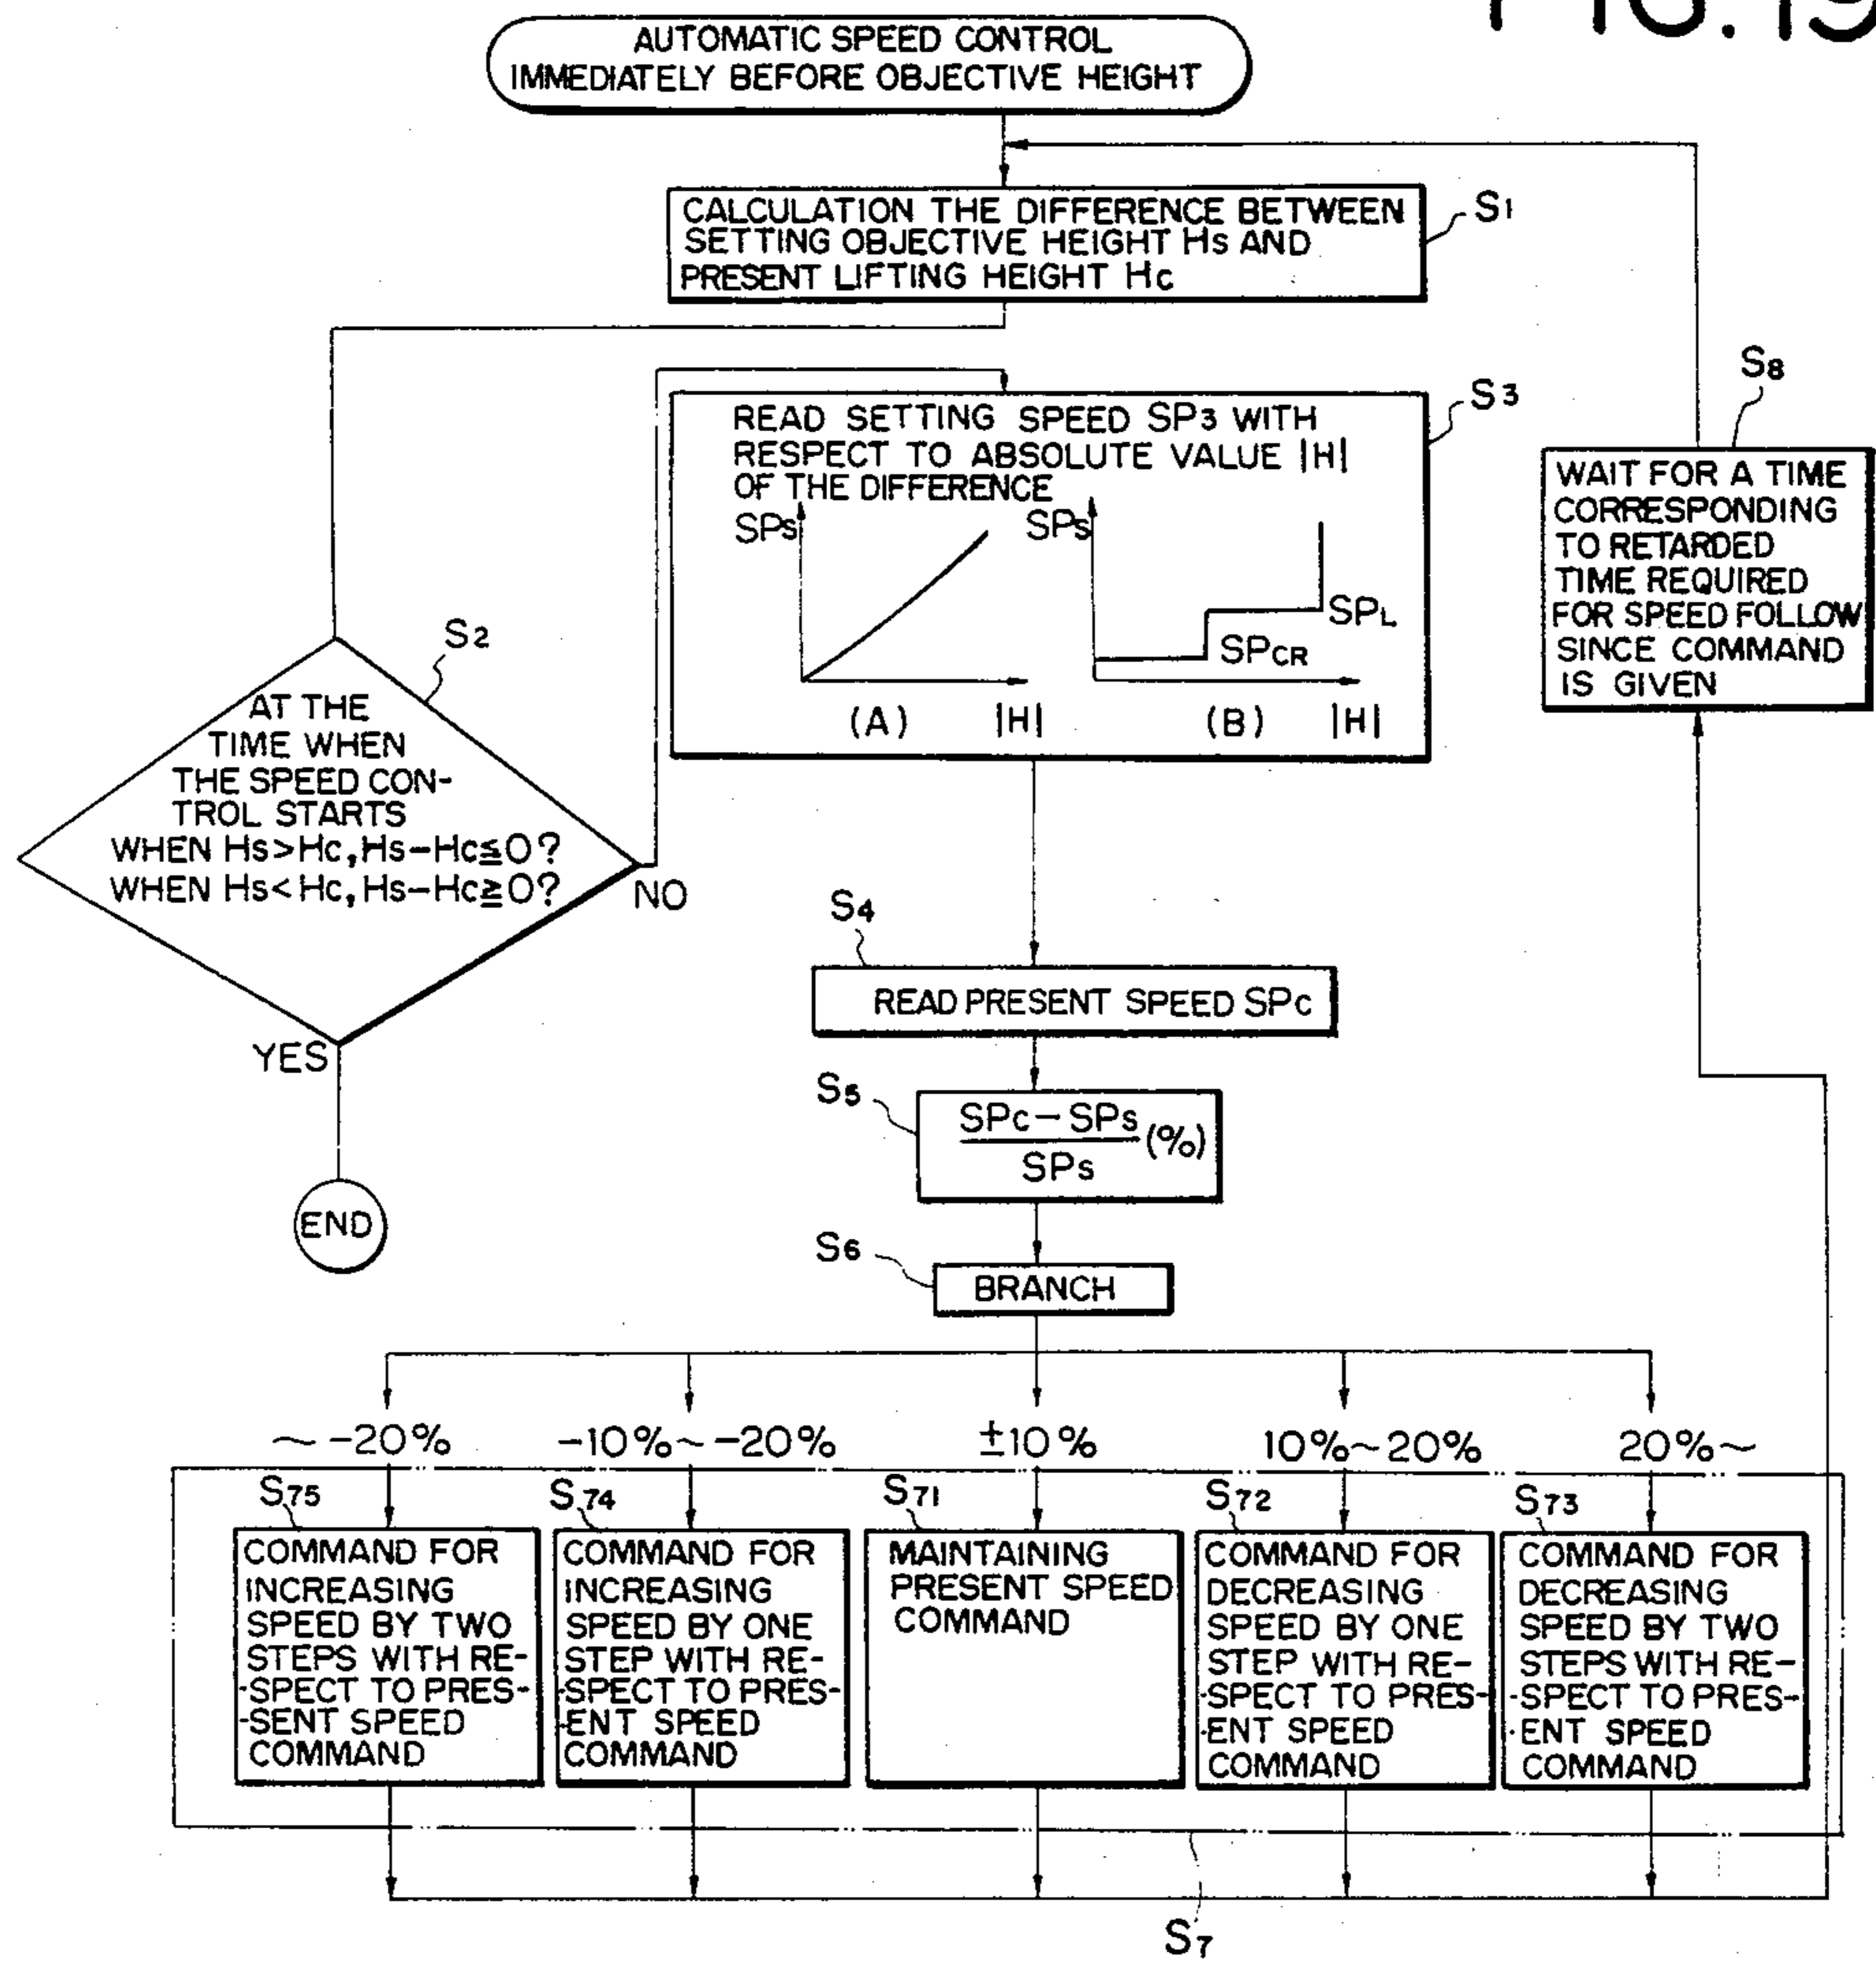 FIG. 19
AUTOMATIC SPEED CONTROL
IMMEDIATELY BEFORE OBJECTIVE HEIGHT
CALCULATION THE DIFFERENCE BETWEEN
SETTING OBJECTIVE HEIGHT Hs AND
PRESENT LIFTING HEIGHT Hc
S1
S2
AT THE
TIME WHEN
THE SPEED CON-
TROL STARTS
WHEN Hs>Hc, Hs-Hc≦0?
WHEN Hs<Hc, Hs-Hc≧0?
NO
YES
END
S3
READ SETTING SPEED SP3 WITH
RESPECT TO ABSOLUTE VALUE |H|
OF THE DIFFERENCE
SPs
(A)
|H|
SPs
SPL
SPCR
(B)
|H|
S8
WAIT FOR A TIME
CORRESPONDING
TO RETARDED
TIME REQUIRED
FOR SPEED FOLLOW
SINCE COMMAND
IS GIVEN
S4
READ PRESENT SPEED SPc
S5
SPc-SPs
(%)
SPs
S6
BRANCH
~ -20%
-10%~-20%
±10%
10%~20%
20%~
S75
COMMAND FOR
INCREASING
SPEED BY TWO
STEPS WITH RE-
-SPECT TO PRES-
-SENT SPEED
COMMAND
S74
COMMAND FOR
INCREASING
SPEED BY ONE
STEP WITH RE-
-SPECT TO PRES-
-ENT SPEED
COMMAND
S71
MAINTAINING
PRESENT SPEED
COMMAND
S72
COMMAND FOR
DECREASING
SPEED BY ONE
STEP WITH RE-
-SPECT TO PRES-
-ENT SPEED
COMMAND
S73
COMMAND FOR
DECREASING
SPEED BY TWO
STEPS WITH RE-
-SPECT TO PRES-
-ENT SPEED
COMMAND
S7